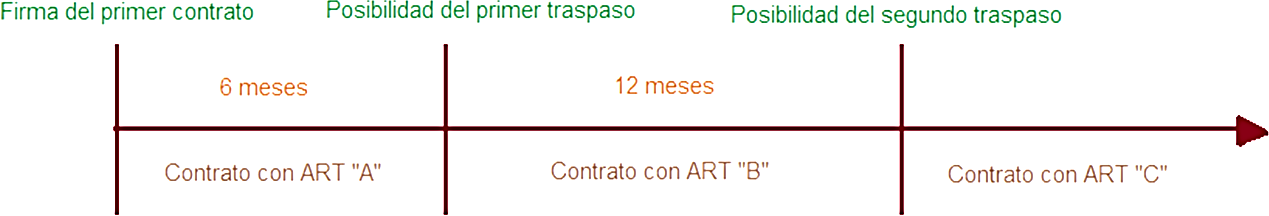 Firma del primer contrato
Posibilidad del primer traspaso
Posibilidad del segundo traspaso
6 meses
12 meses
Contrato con ART "A"
Contrato con ART "B"
Contrato con ART "C"